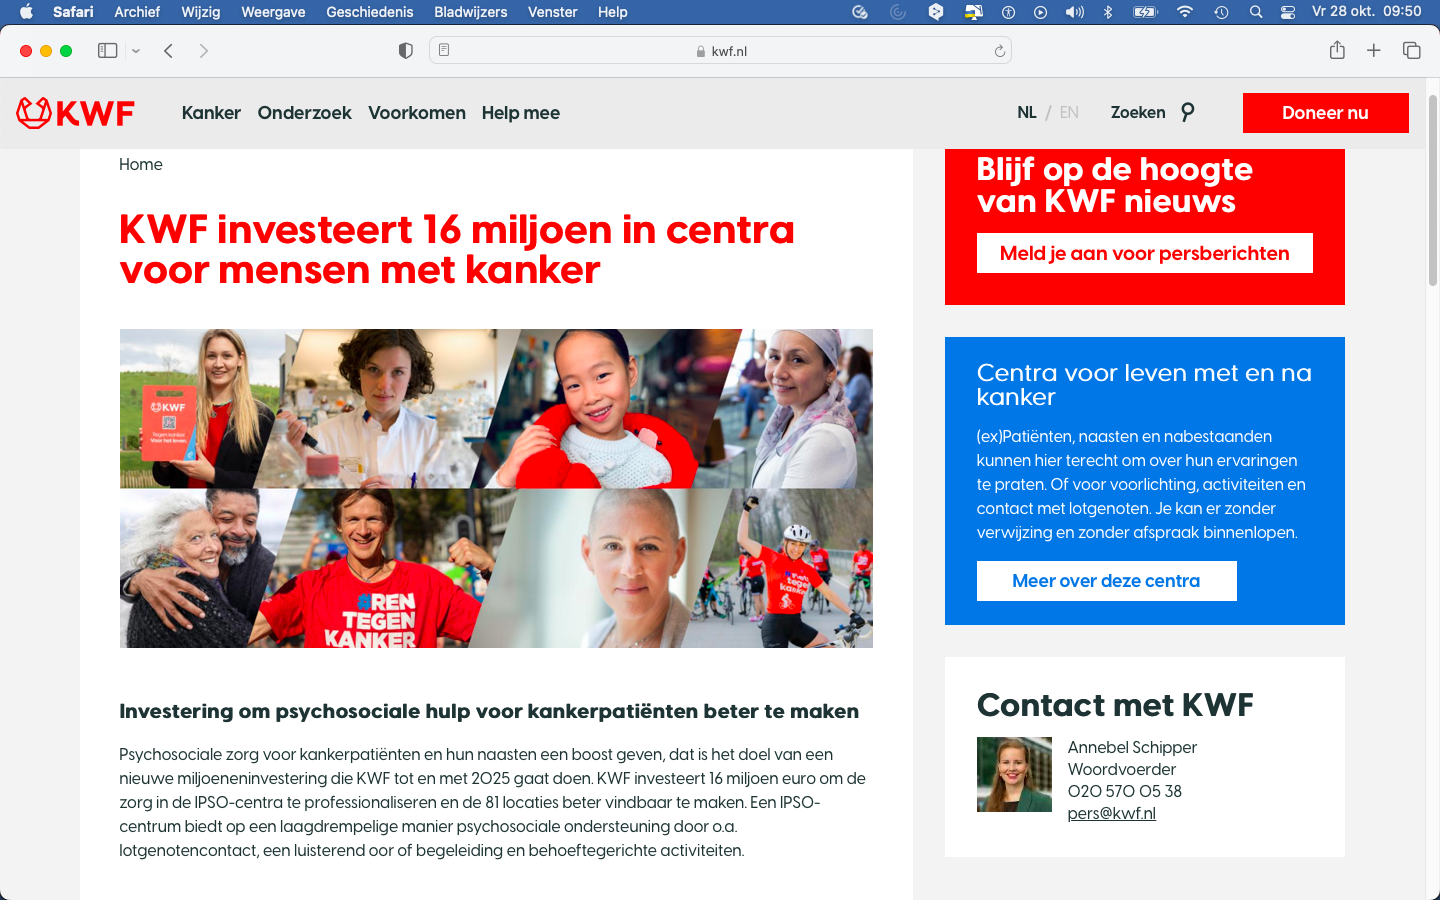 Safari Archief Wijzig Weergave Geschiedenis Bladwijzers Venster Help Vr 28 okt. 09:50
kwf.nl
KWF Kanker Onderzoek Voorkomen Help mee NL / EN Zoeken Doneer nu
Home
KWF investeert 16 miljoen in centra
voor mensen met kanker
KWF
Tegen kanker.
Voor het leven.
#REN
TEGEN
KANKER
#fiets
tegen
kanker
Investering om psychosociale hulp voor kankerpatiënten beter te maken
Psychosociale zorg voor kankerpatiënten en hun naasten een boost geven, dat is het doel van een
nieuwe miljoeneninvestering die KWF tot en met 2025 gaat doen. KWF investeert 16 miljoen euro om de
zorg in de IPSO-centra te professionaliseren en de 81 locaties beter vindbaar te maken. Een IPSO-
centrum biedt op een laagdrempelige manier psychosociale ondersteuning door o.a.
lotgenotencontact, een luisterend oor of begeleiding en behoeftegerichte activiteiten.
Blijf op de hoogte
van KWF nieuws
Meld je aan voor persberichten
Centra voor leven met en na
kanker
(ex)Patiënten, naasten en nabestaanden
kunnen hier terecht om over hun ervaringen
te praten. Of voor voorlichting, activiteiten en
contact met lotgenoten. Je kan er zonder
verwijzing en zonder afspraak binnenlopen.
Meer over deze centra
Contact met KWF
Annebel Schipper
Woordvoerder
020 570 05 38
pers@kwf.nl